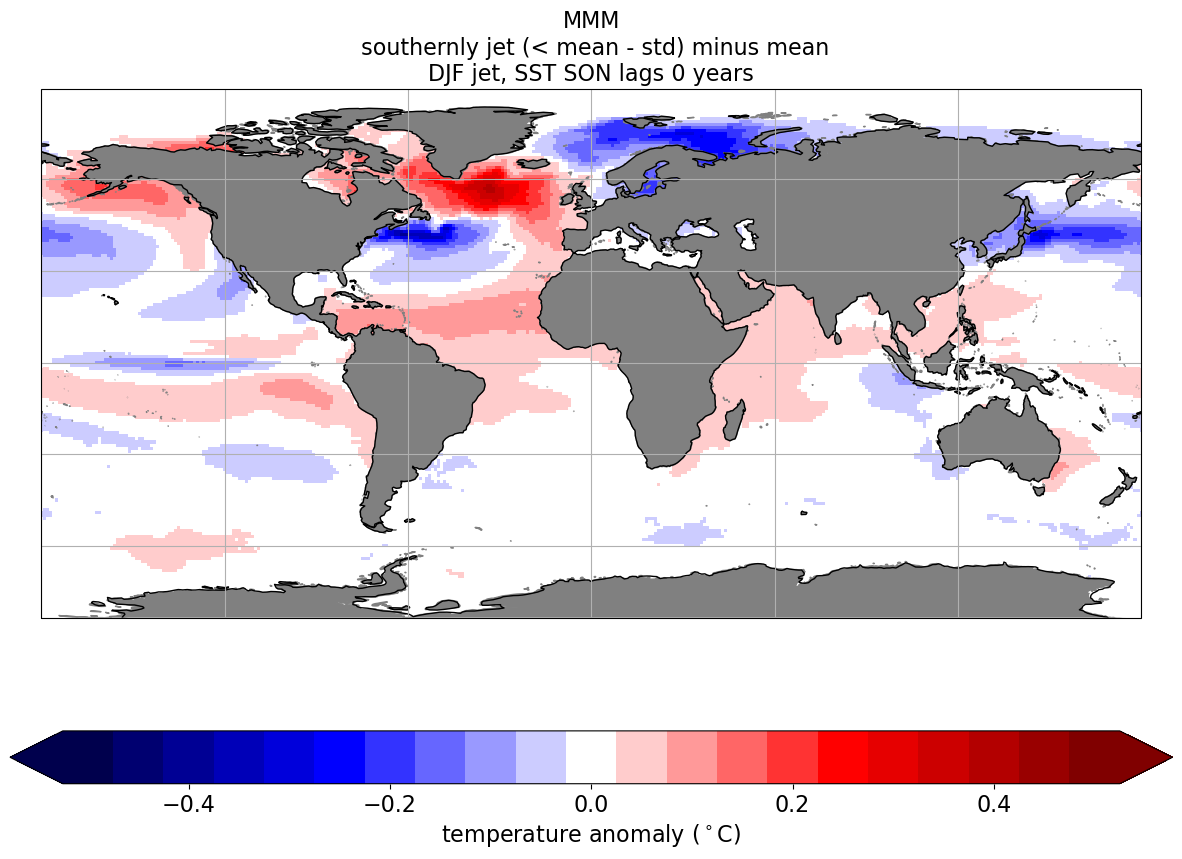 MMM
southernly jet (< mean - std) minus mean
DJF jet, SST SON lags 0 years
−0.4 −0.2 0.0 0.2 0.4
temperature anomaly (°C)